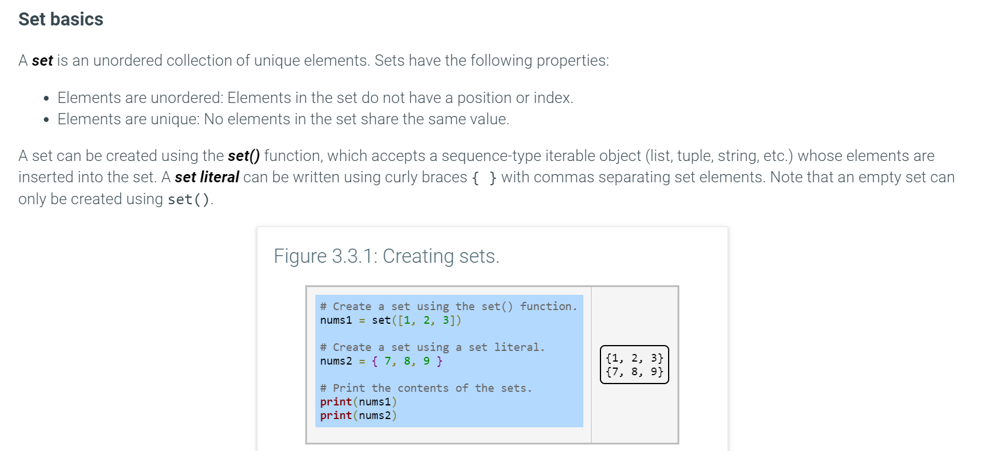 Set basics
A set is an unordered collection of unique elements. Sets have the following properties:
• Elements are unordered: Elements in the set do not have a position or index.
• Elements are unique: No elements in the set share the same value.
A set can be created using the set() function, which accepts a sequence-type iterable object (list, tuple, string, etc.) whose elements are
inserted into the set. A set literal can be written using curly braces { } with commas separating set elements. Note that an empty set can
only be created using set().
Figure 3.3.1: Creating sets.
# Create a set using the set() function.
nums1 = set([1, 2, 3])
# Create a set using a set literal.
nums2 = { 7, 8, 9 }
# Print the contents of the sets.
print(nums1)
print(nums2)
{1, 2, 3}
{7, 8, 9}